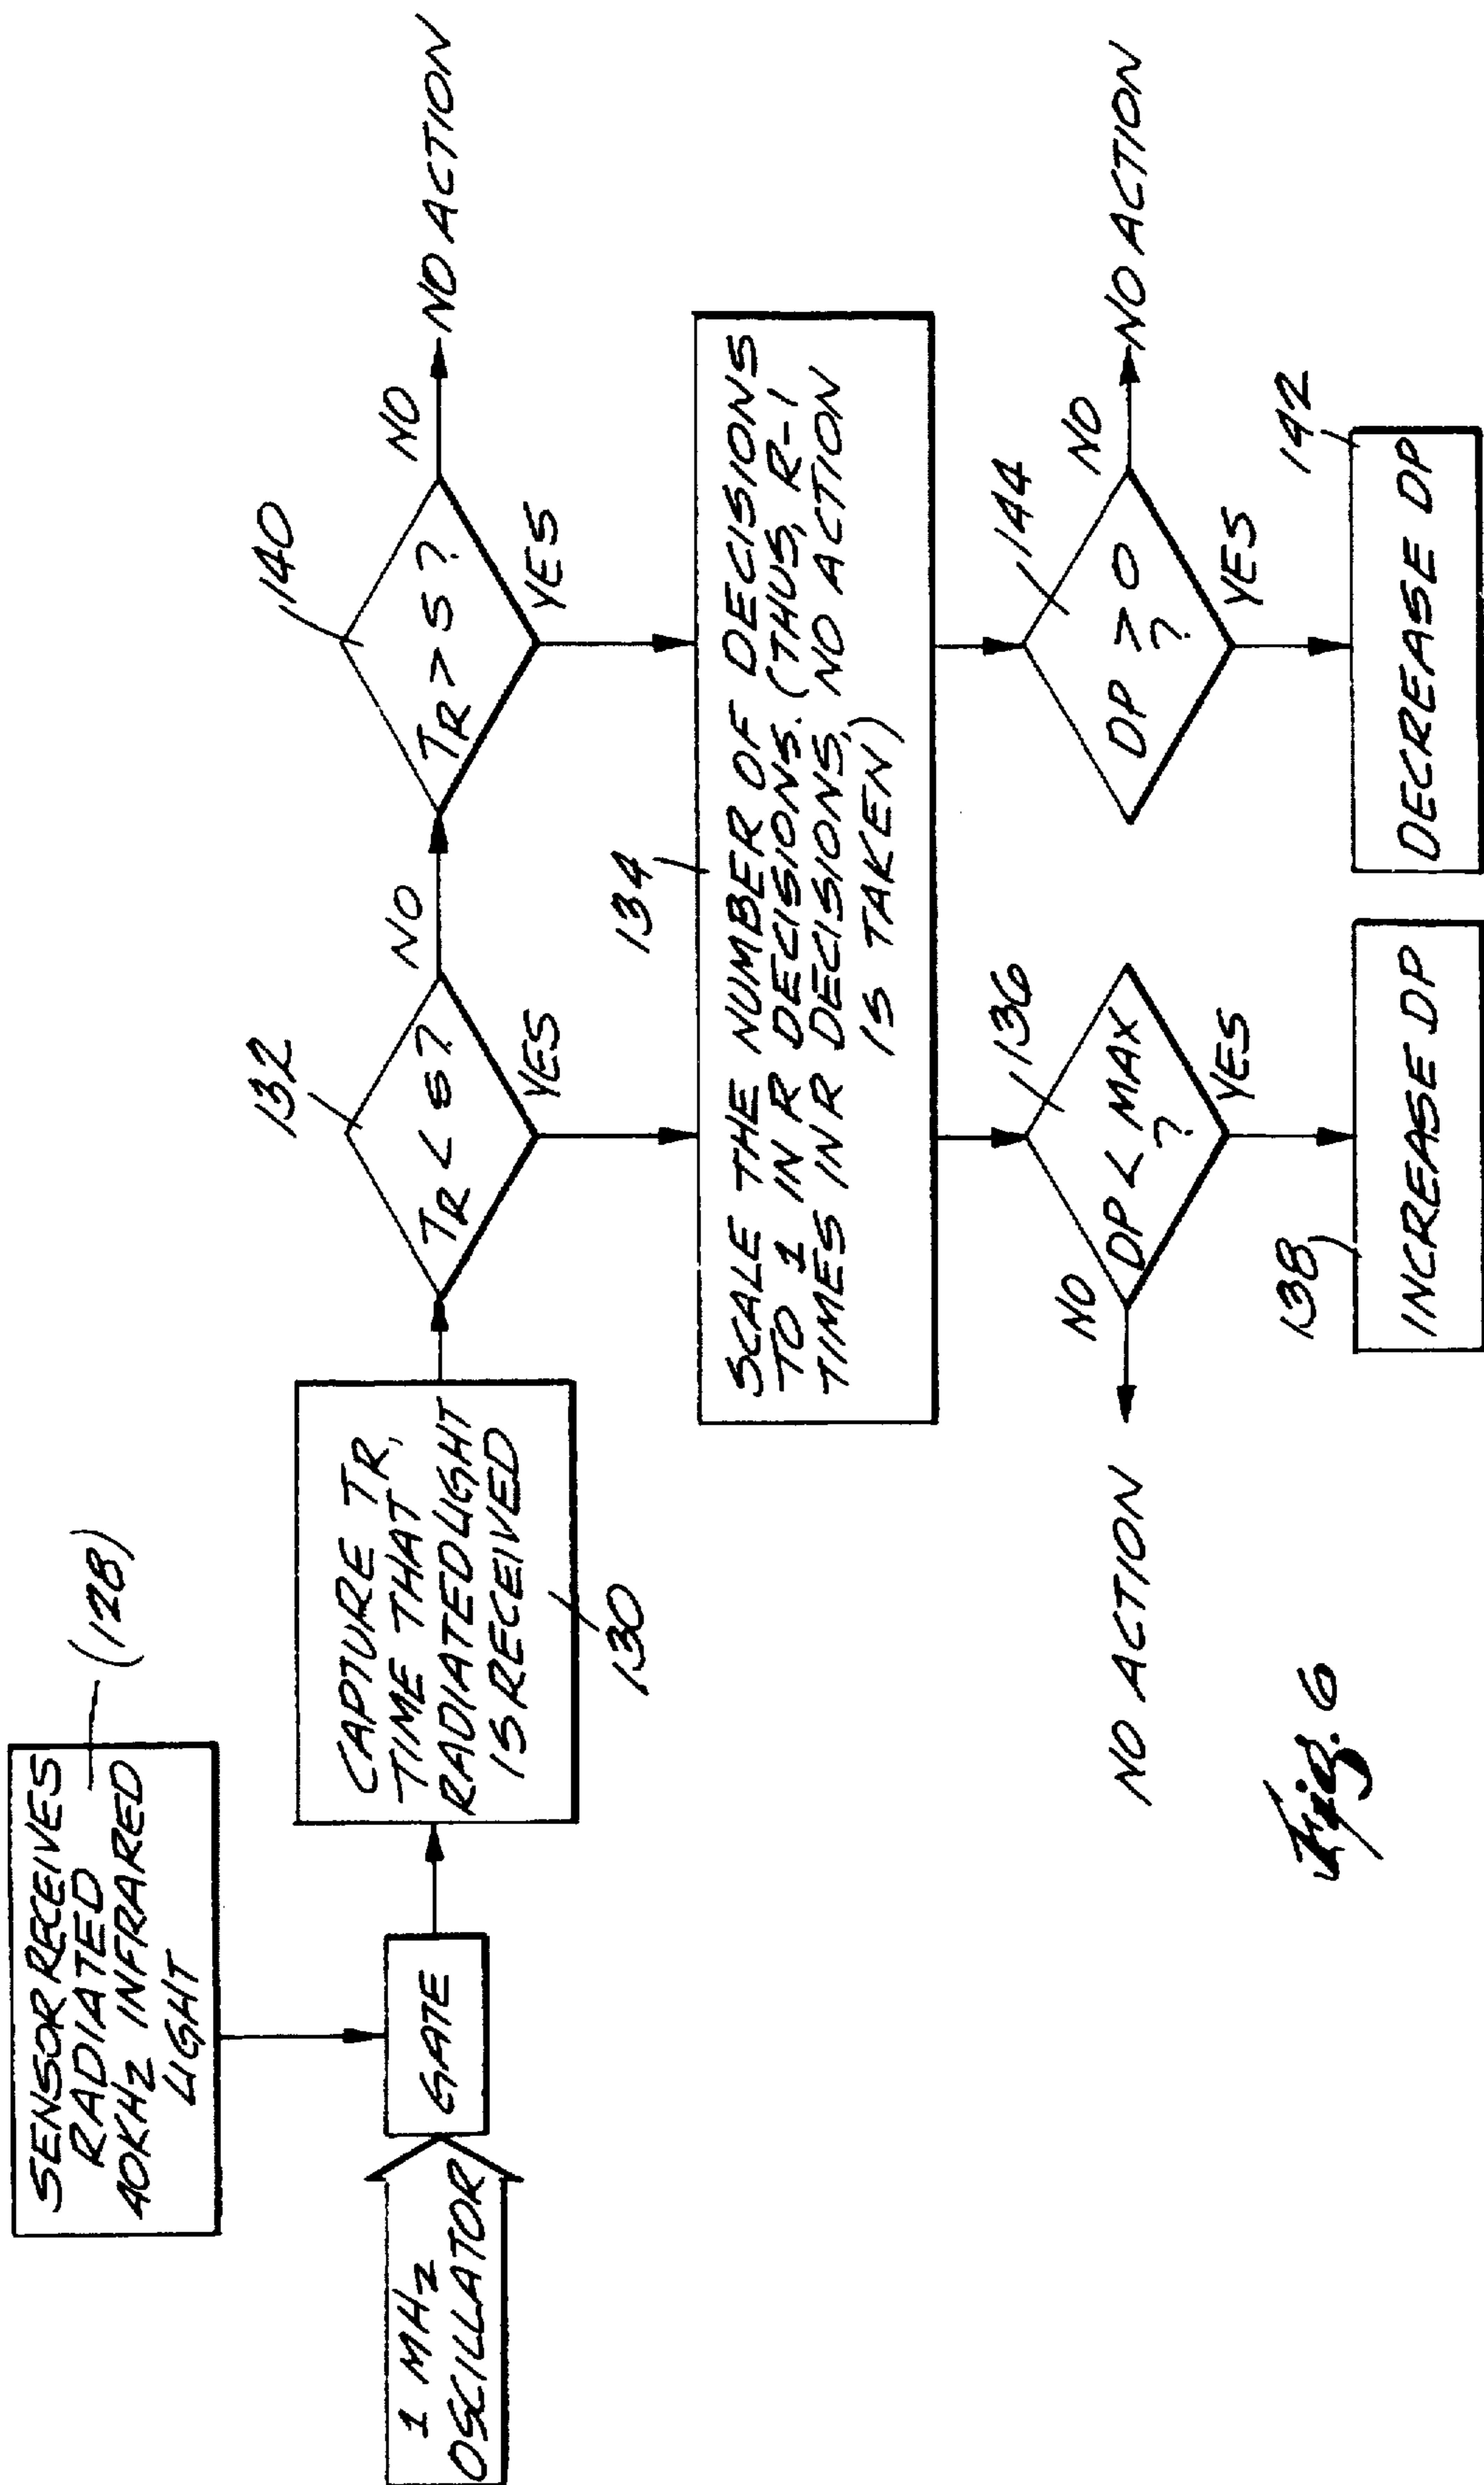 SENSOR RECEIVES
RADIATED
40KHz INFRARED
LIGHT
(128)
1 MHz
OSCILLATOR
GATE
CAPTURE TR,
TIME THAT
RADIATED LIGHT
IS RECEIVED
130
132
TR < S?
NO
YES
140
TR > S?
NO
NO ACTION
YES
134
SCALE THE NUMBER OF DECISIONS
TO 1 IN R DECISIONS. (THUS, R-1
TIMES IN R DECISIONS, NO ACTION
IS TAKEN)
136
DP < MAX
?
NO
NO ACTION
YES
138
INCREASE DP
144
DP > 0
?
NO
NO ACTION
YES
142
DECREASE DP
Fig. 6